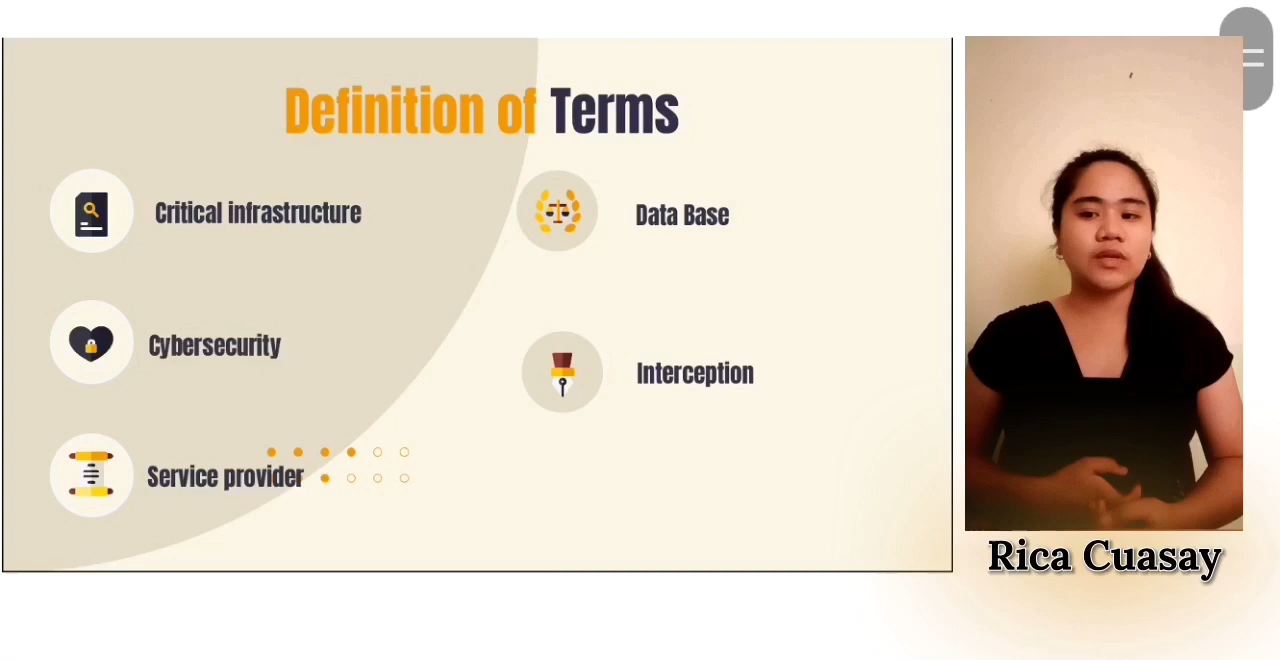 Definition of Terms
Critical infrastructure
Cybersecurity
Service provider
Data Base
Interception
Rica Cuasay